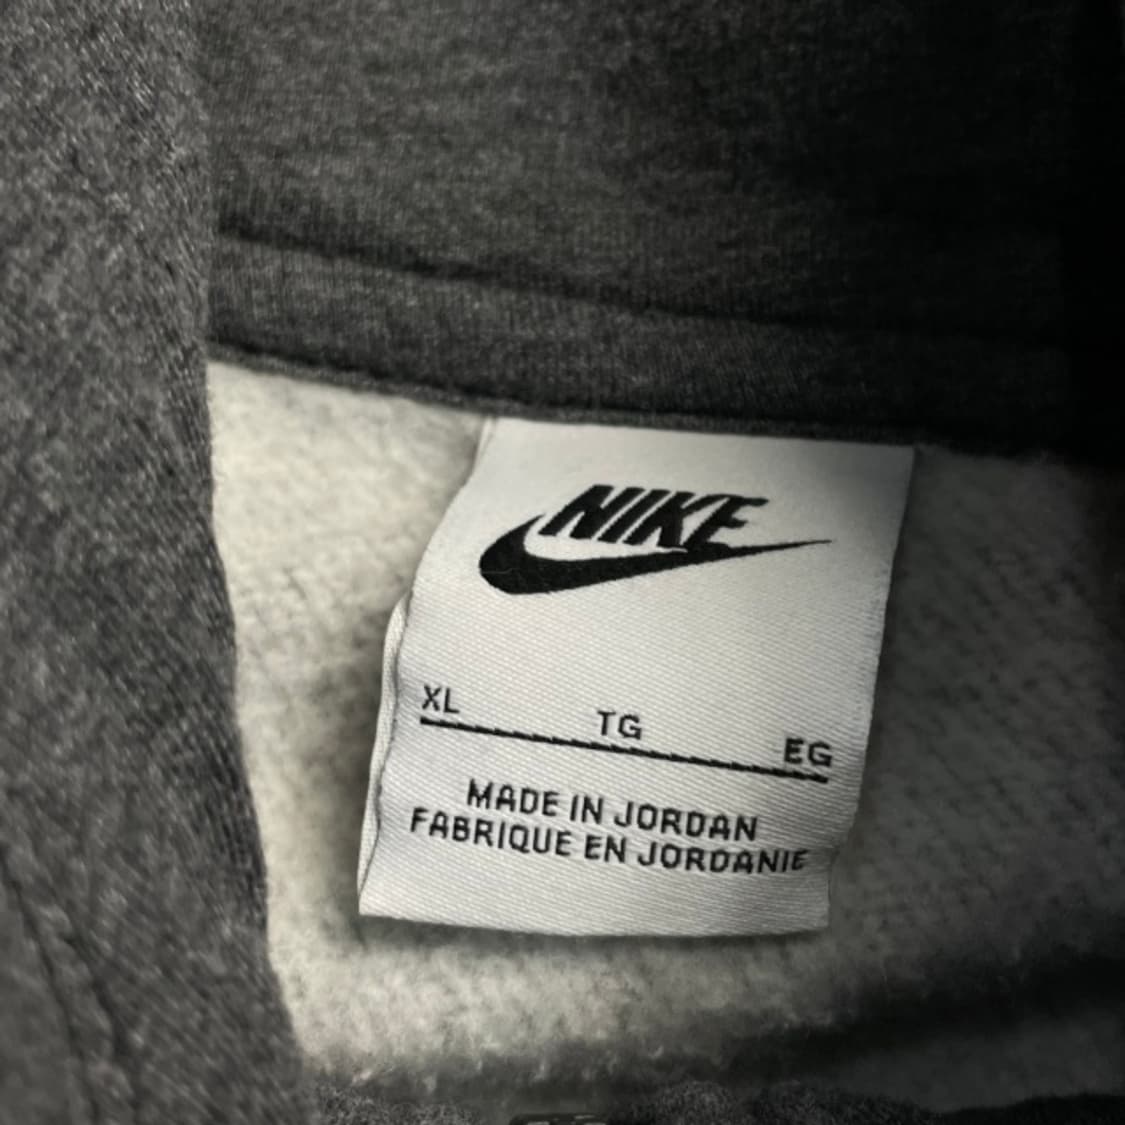 NIKE
XL TG EG
MADE IN JORDAN
FABRIQUE EN JORDANIE